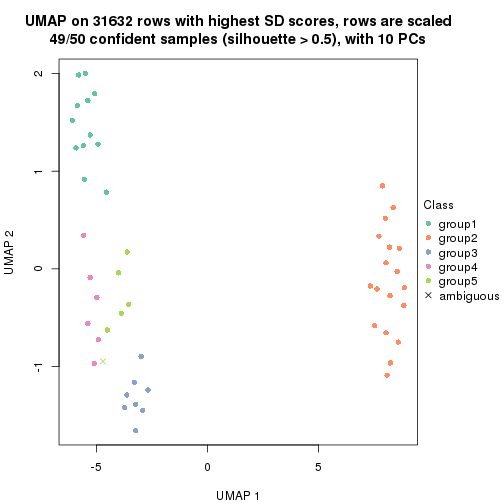 UMAP on 31632 rows with highest SD scores, rows are scaled
49/50 confident samples (silhouette > 0.5), with 10 PCs
UMAP 2
2
1
0
-1
-5
0
5
UMAP 1
Class
group1
group2
group3
group4
group5
ambiguous